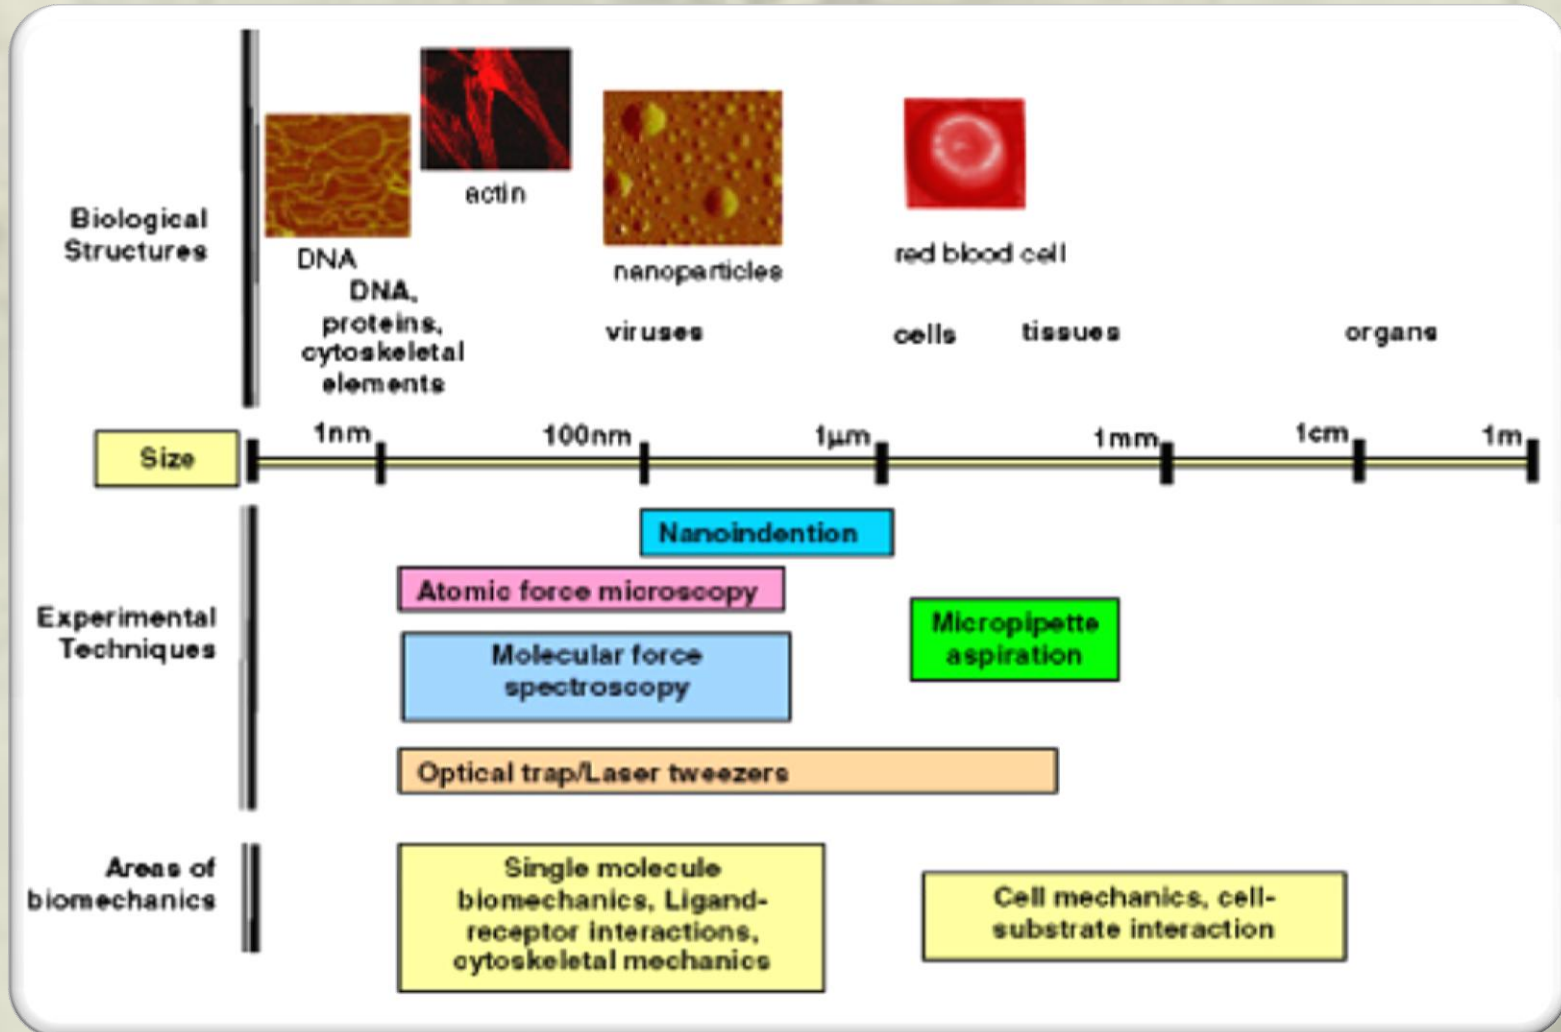 actin
Biological
Structures
DNA
nanoparticles
red blood cell
DNA,
proteins,
cytoskeletal
elements
viruses
cells
tissues
organs
Size
1nm
100nm
1μm
1mm
1cm
1m
Nanoindention
Atomic force microscopy
Experimental
Techniques
Micropipette
aspiration
Molecular force
spectroscopy
Optical trap/Laser tweezers
Areas of
biomechanics
Single molecule
biomechanics, Ligand-
receptor interactions,
cytoskeletal mechanics
Cell mechanics, cell-
substrate interaction